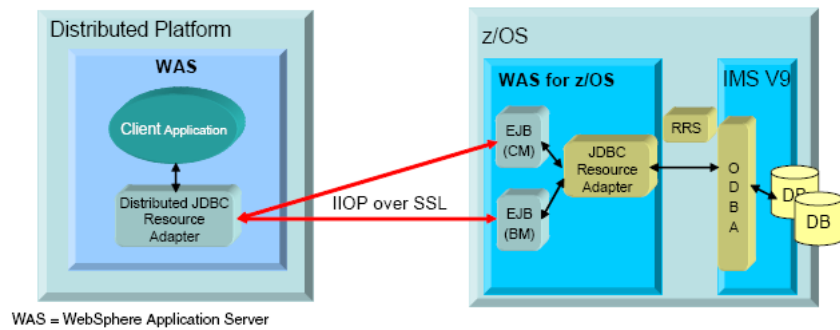 Distributed Platform
WAS
Client Application
Distributed JDBC
Resource
Adapter
IIOP over SSL
z/OS
WAS for z/OS
EJB
(CM)
EJB
(BM)
JDBC
Resource
Adapter
RRS
IMS V9
O
D
B
A
DB
DB
WAS = WebSphere Application Server